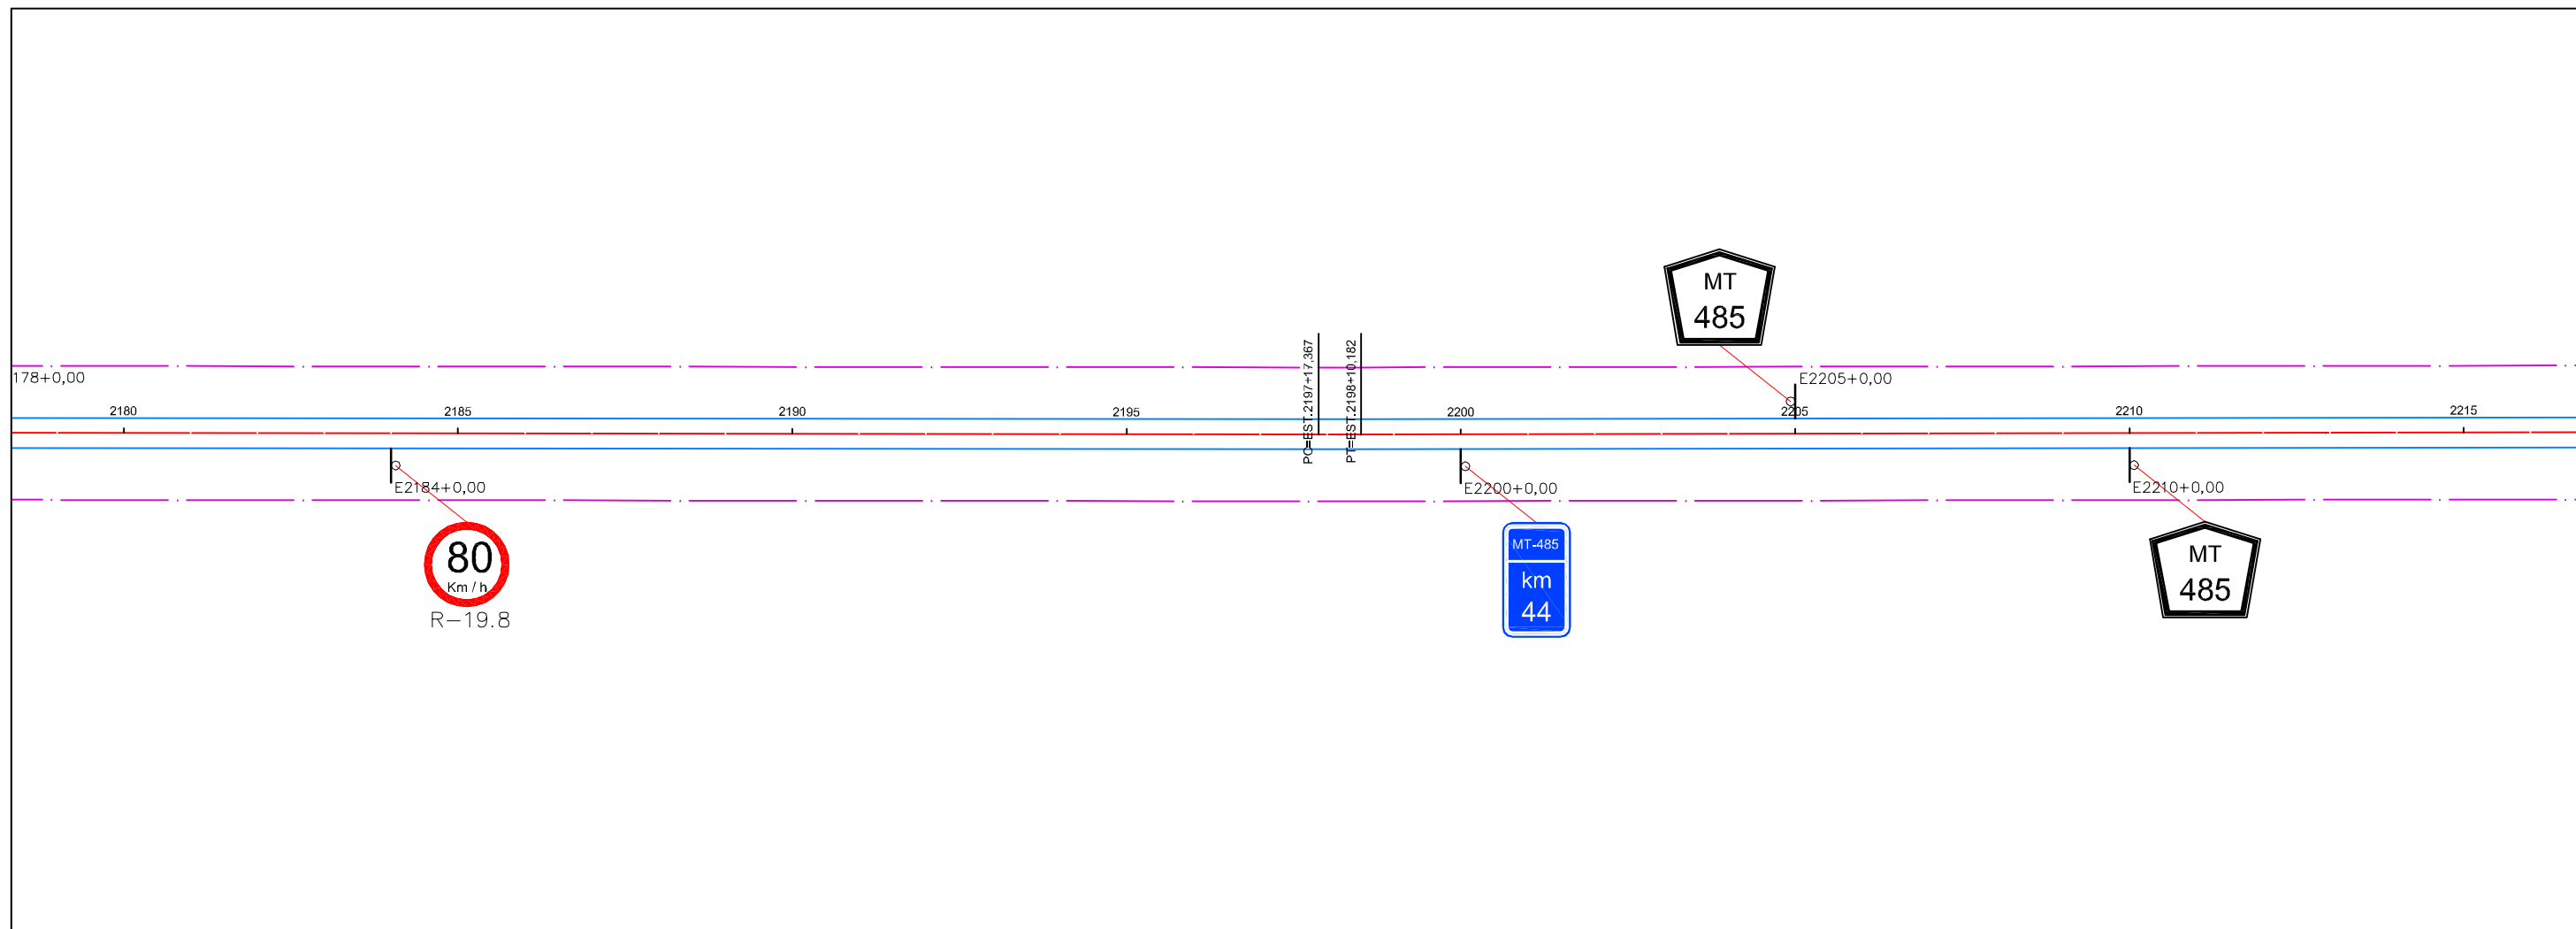 MT
485
PC=EST.2197+17,367
PT=EST.2198+10,182
178+0,00
E2205+0,00
2180
2185
2190
2195
2200
2205
2210
2215
E2184+0,00
E2200+0,00
E2210+0,00
80
Km / h
R-19.8
MT-485
km
44
MT
485